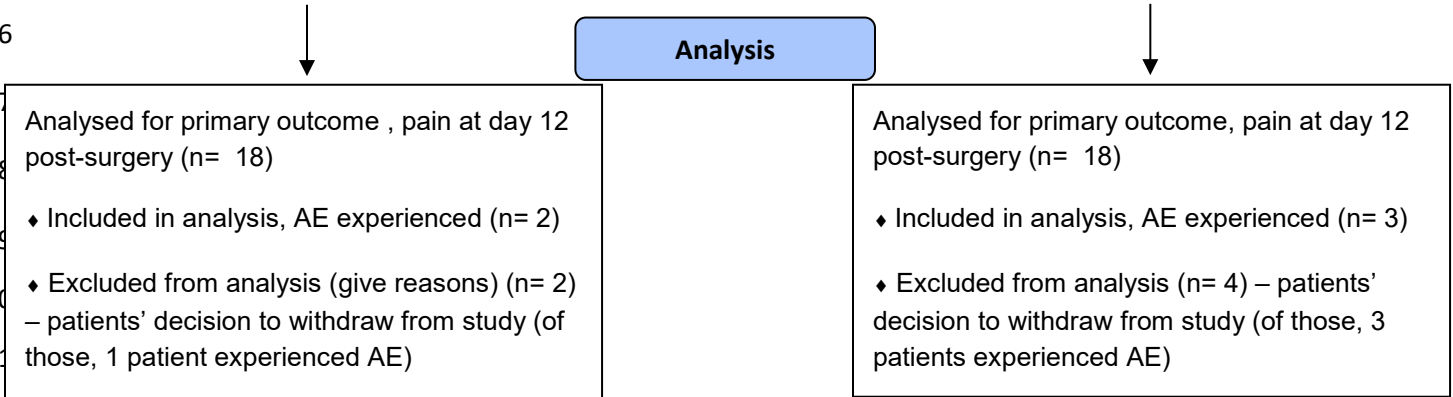 6
Analysis
7
Analysed for primary outcome , pain at day 12
post-surgery (n=  18)
♦ Included in analysis, AE experienced (n= 2)
♦ Excluded from analysis (give reasons) (n= 2)
– patients’ decision to withdraw from study (of
those, 1 patient experienced AE)
Analysed for primary outcome, pain at day 12
post-surgery (n=  18)
♦ Included in analysis, AE experienced (n= 3)
♦ Excluded from analysis (n= 4) – patients’
decision to withdraw from study (of those, 3
patients experienced AE)